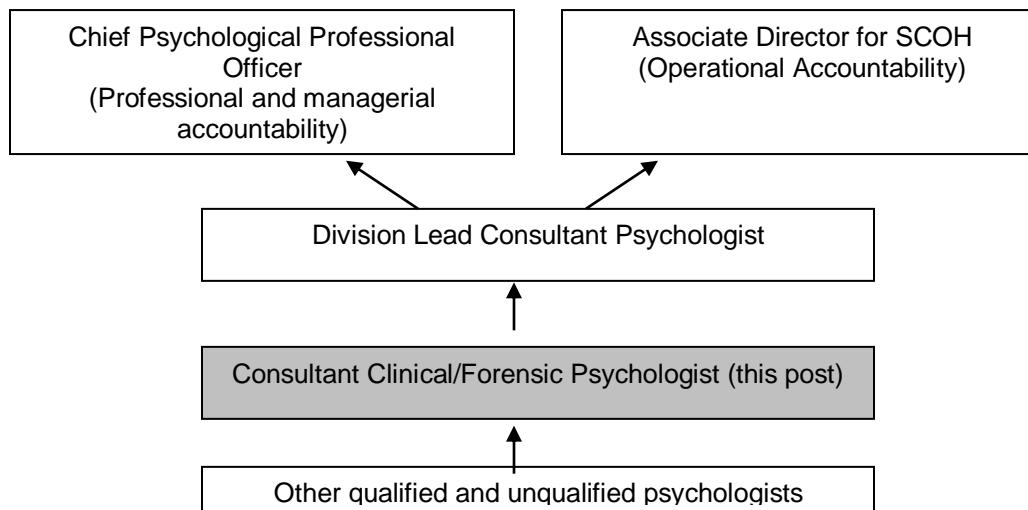 Chief Psychological Professional
Officer
(Professional and managerial
accountability)
Associate Director for SCOH
(Operational Accountability)
Division Lead Consultant Psychologist
Consultant Clinical/Forensic Psychologist (this post)
Other qualified and unqualified psychologists